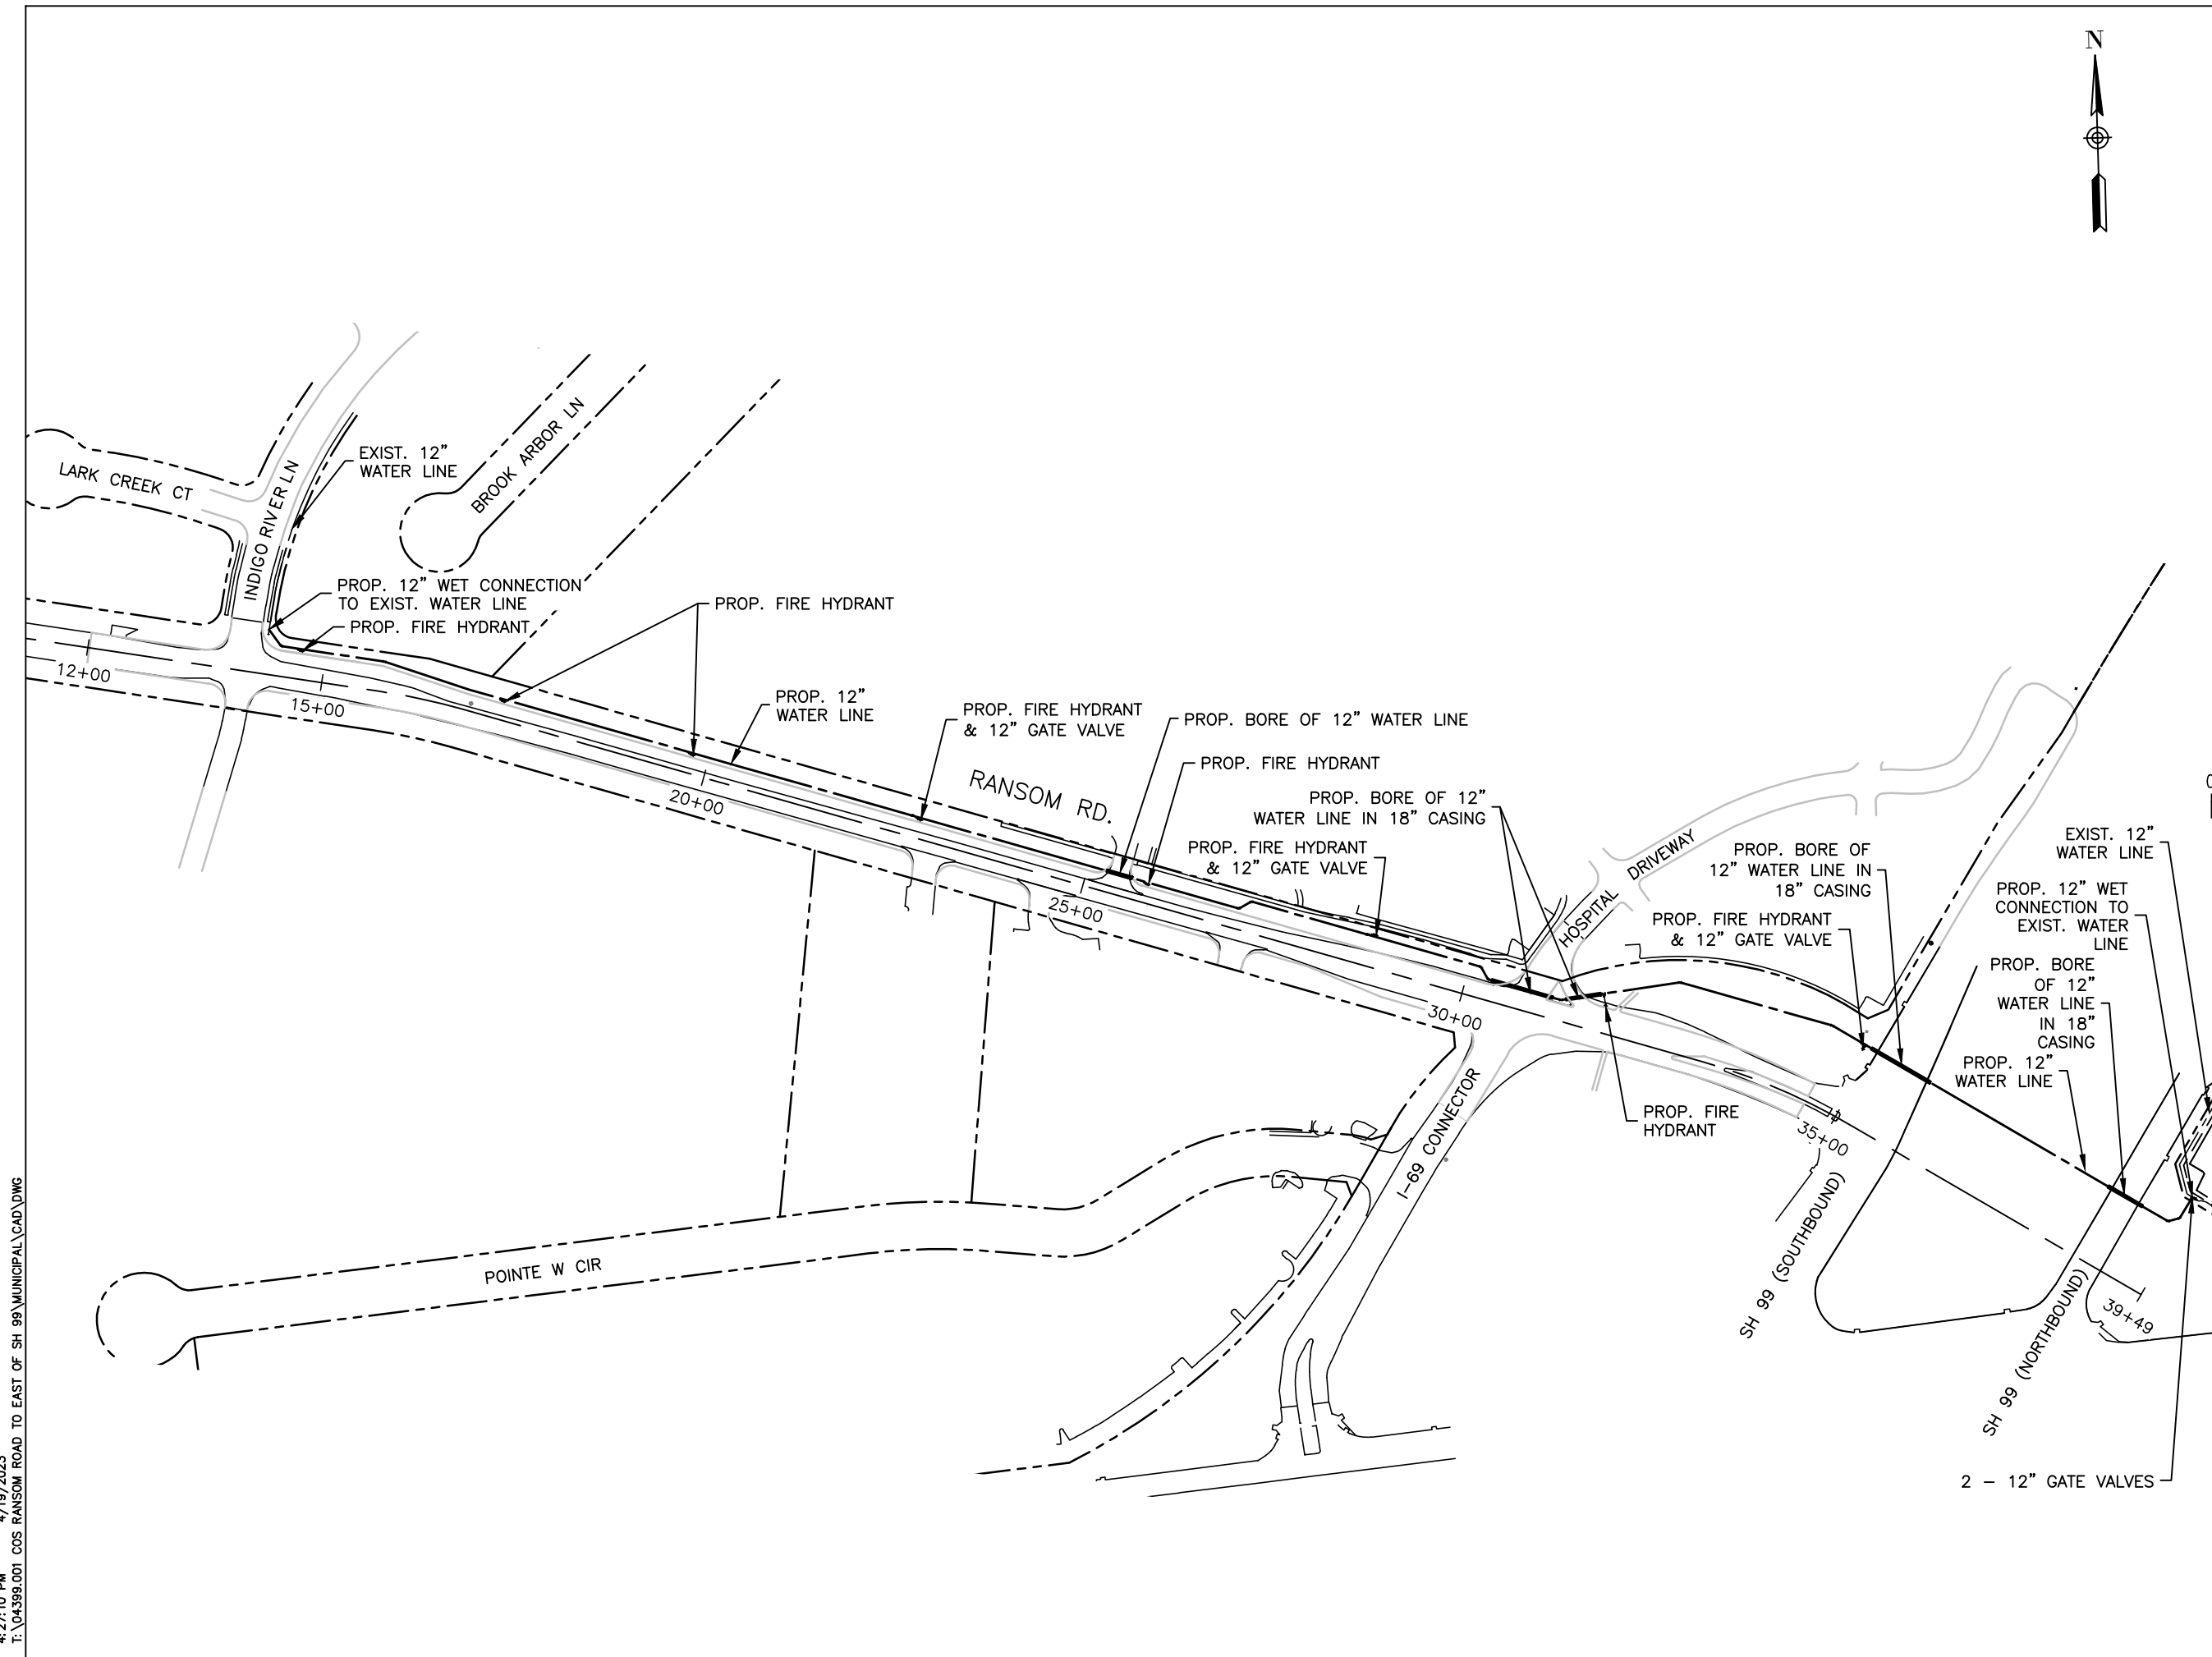 N
EXIST. 12"
WATER LINE
LARK CREEK CT
INDIGO RIVER LN
BROOK ARBOR LN
PROP. 12" WET CONNECTION
TO EXIST. WATER LINE
PROP. FIRE HYDRANT
PROP. FIRE HYDRANT
12+00
15+00
PROP. 12"
WATER LINE
PROP. FIRE HYDRANT
& 12" GATE VALVE
PROP. BORE OF 12" WATER LINE
PROP. FIRE HYDRANT
RANSOM RD.
20+00
PROP. BORE OF 12"
WATER LINE IN 18" CASING
PROP. FIRE HYDRANT
& 12" GATE VALVE
25+00
HOSPITAL DRIVEWAY
PROP. BORE OF
12" WATER LINE IN
18" CASING
PROP. FIRE HYDRANT
& 12" GATE VALVE
EXIST. 12"
WATER LINE
PROP. 12" WET
CONNECTION TO
EXIST. WATER
LINE
PROP. BORE
OF 12"
WATER LINE
IN 18"
CASING
PROP. 12"
WATER LINE
30+00
PROP. FIRE
HYDRANT
35+00
I-69 CONNECTOR
SH 99 (SOUTHBOUND)
SH 99 (NORTHBOUND)
39+49
POINTE W CIR
2 - 12" GATE VALVES
4:27:10 PM 4/19/2023
T:\04399.001 COS RANSOM ROAD TO EAST OF SH 99\MUNICIPAL\CAD\DWG